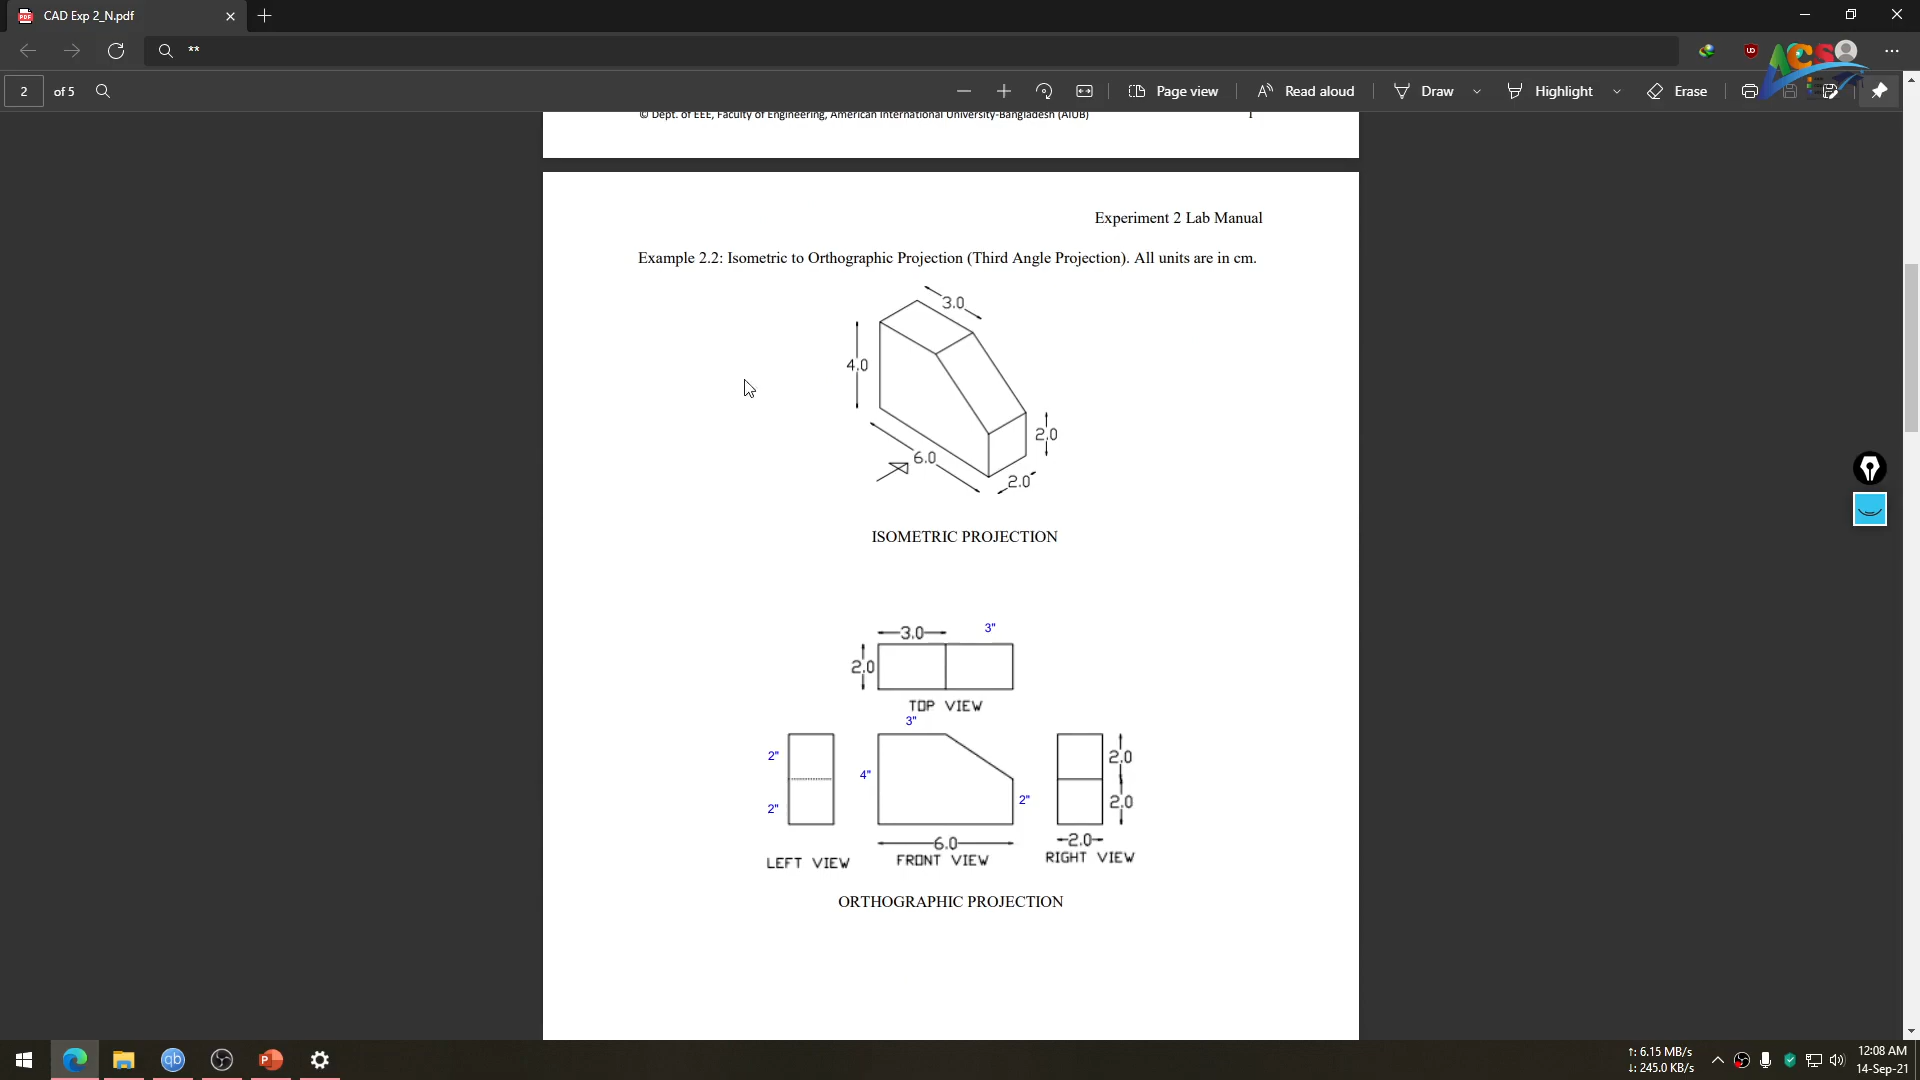 CAD Exp 2_N.pdf
**
ACS
2 of 5
Page view
A Read aloud
Draw
Highlight
Erase
© Dept. of EEE, Faculty of Engineering, American International University-Bangladesh (AIUB) 1
Experiment 2 Lab Manual
Example 2.2: Isometric to Orthographic Projection (Third Angle Projection). All units are in cm.
3.0
4.0
2.0
6.0
2.0
ISOMETRIC PROJECTION
3.0 3"
2.0
TOP VIEW
3"
2" 4" 2.0
2" 2" 2.0
6.0 2.0
LEFT VIEW FRONT VIEW RIGHT VIEW
ORTHOGRAPHIC PROJECTION
↑: 6.15 MB/s
↓: 245.0 KB/s
12:08 AM
14-Sep-21